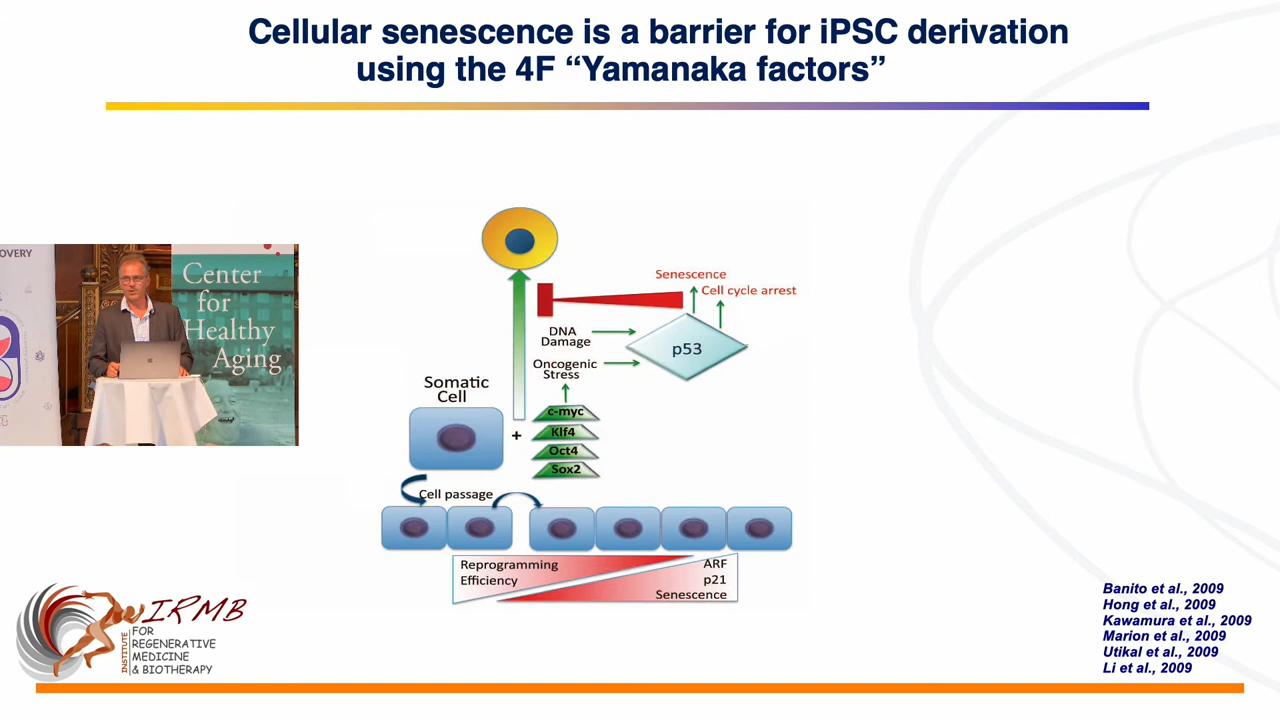 Cellular senescence is a barrier for iPSC derivation
using the 4F “Yamanaka factors”
OVERY
Center
for
Healthy
Aging
Senescence
Cell cycle arrest
DNA
Damage
p53
Oncogenic
Stress
Somatic
Cell
c-myc
+
Klf4
Oct4
Sox2
Cell passage
Reprogramming
Efficiency
ARF
p21
Senescence
IRMB
INSTITUTE
FOR
REGENERATIVE
MEDICINE
& BIOTHERAPY
Banito et al., 2009
Hong et al., 2009
Kawamura et al., 2009
Marion et al., 2009
Utikal et al., 2009
Li et al., 2009